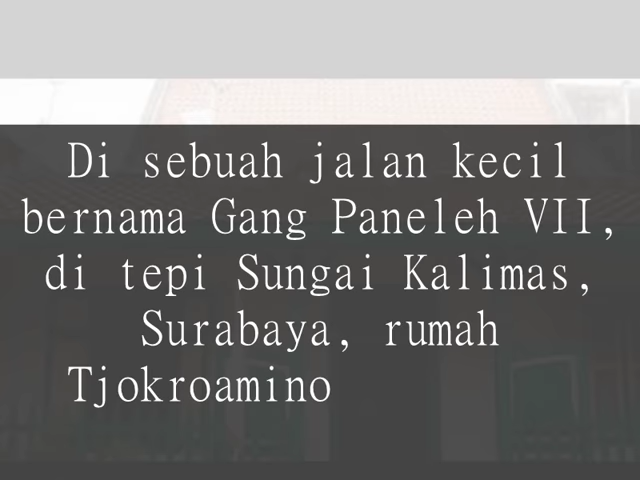 Di sebuah jalan kecil
bernama Gang Paneleh VII,
di tepi Sungai Kalimas,
Surabaya, rumah
Tjokroamino